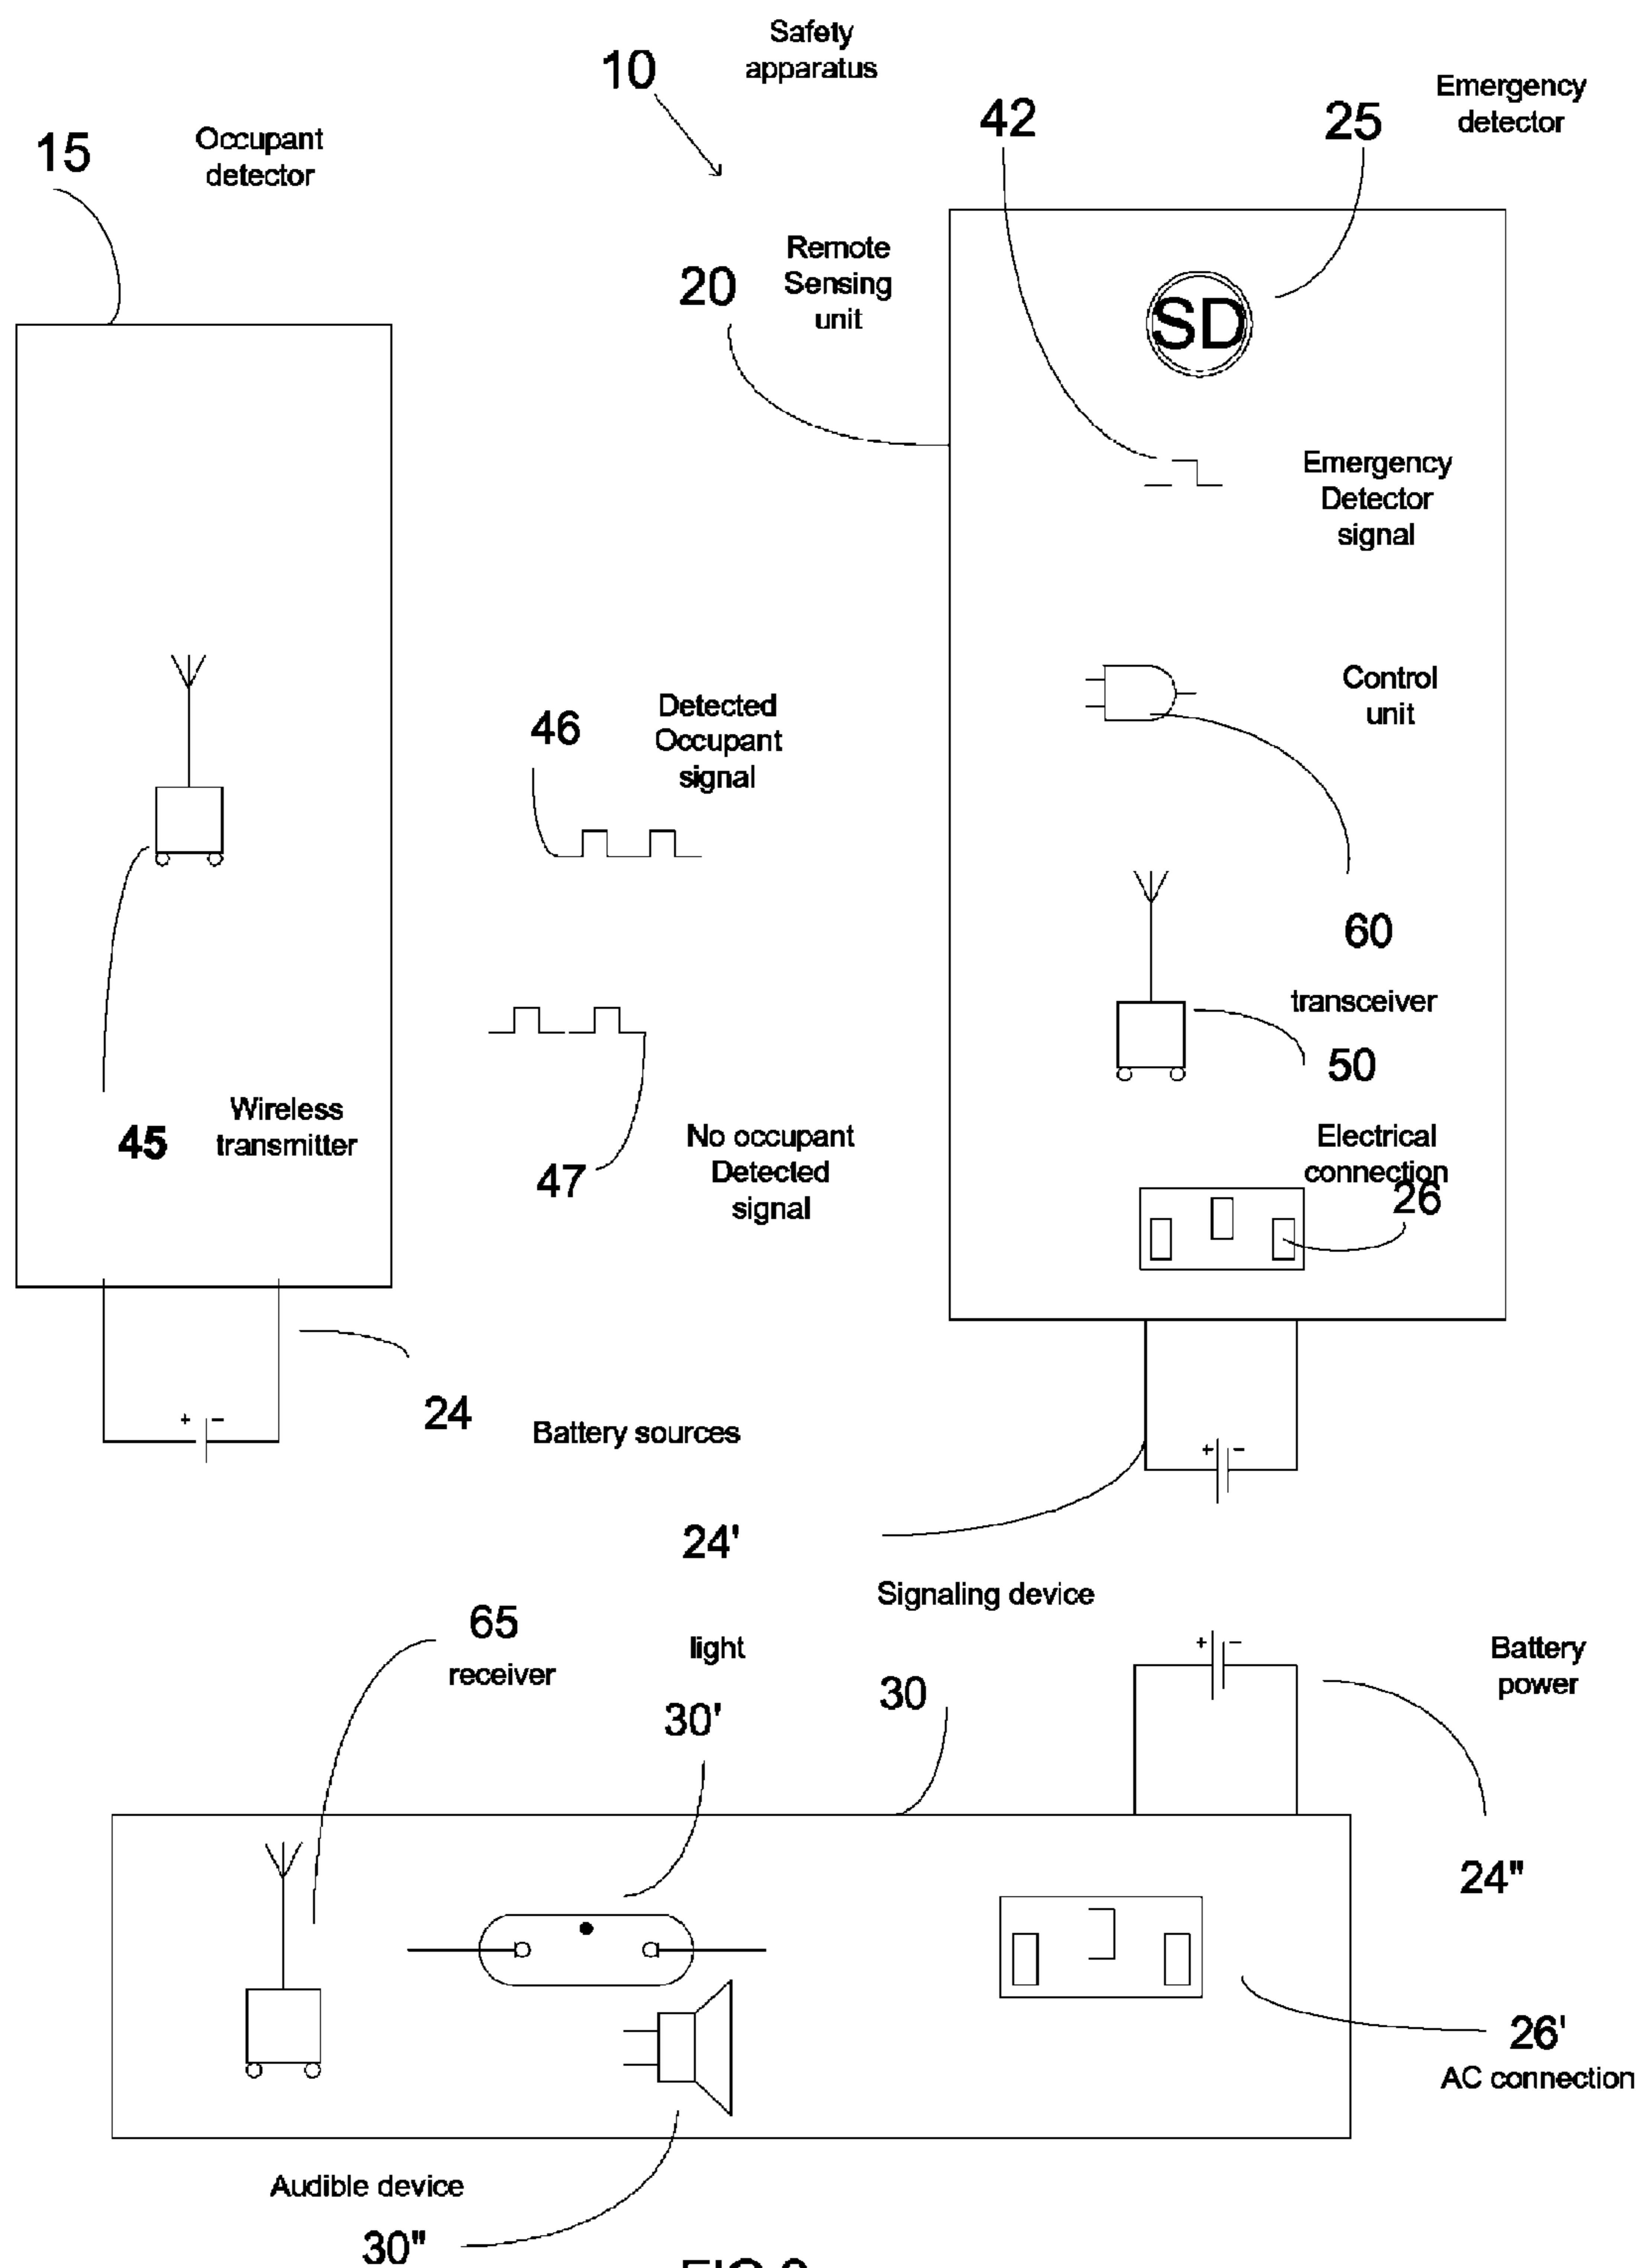 Safety
apparatus
10
Emergency
detector
42
25
15
Occupant
detector
Remote
Sensing
unit
20
SD
Emergency
Detector
signal
Control
unit
46
Detected
Occupant
signal
60
transceiver
50
45
Wireless
transmitter
47
No occupant
Detected
signal
Electrical
connection
26
+ -
24
Battery sources
+ -
24'
Signaling device
65
receiver
light
30'
30
+ -
Battery
power
24"
26'
AC connection
Audible device
30"